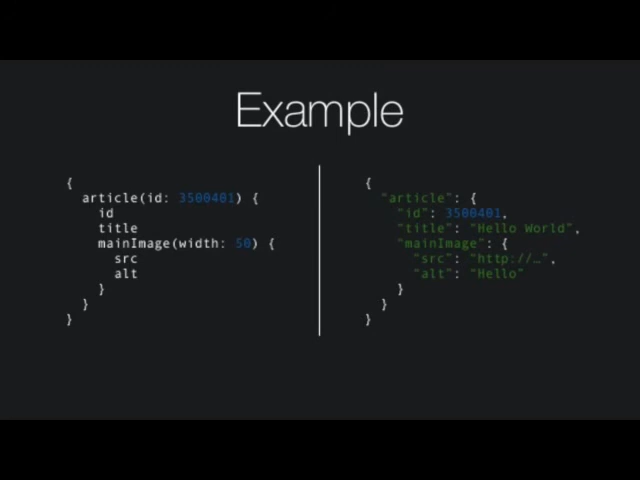 Example
{
article(id: 3500401) {
id
title
mainImage(width: 50) {
src
alt
}
}
}
{
"article": {
"id": 3500401,
"title": "Hello World",
"mainImage": {
"src": "http://…",
"alt": "Hello"
}
}
}